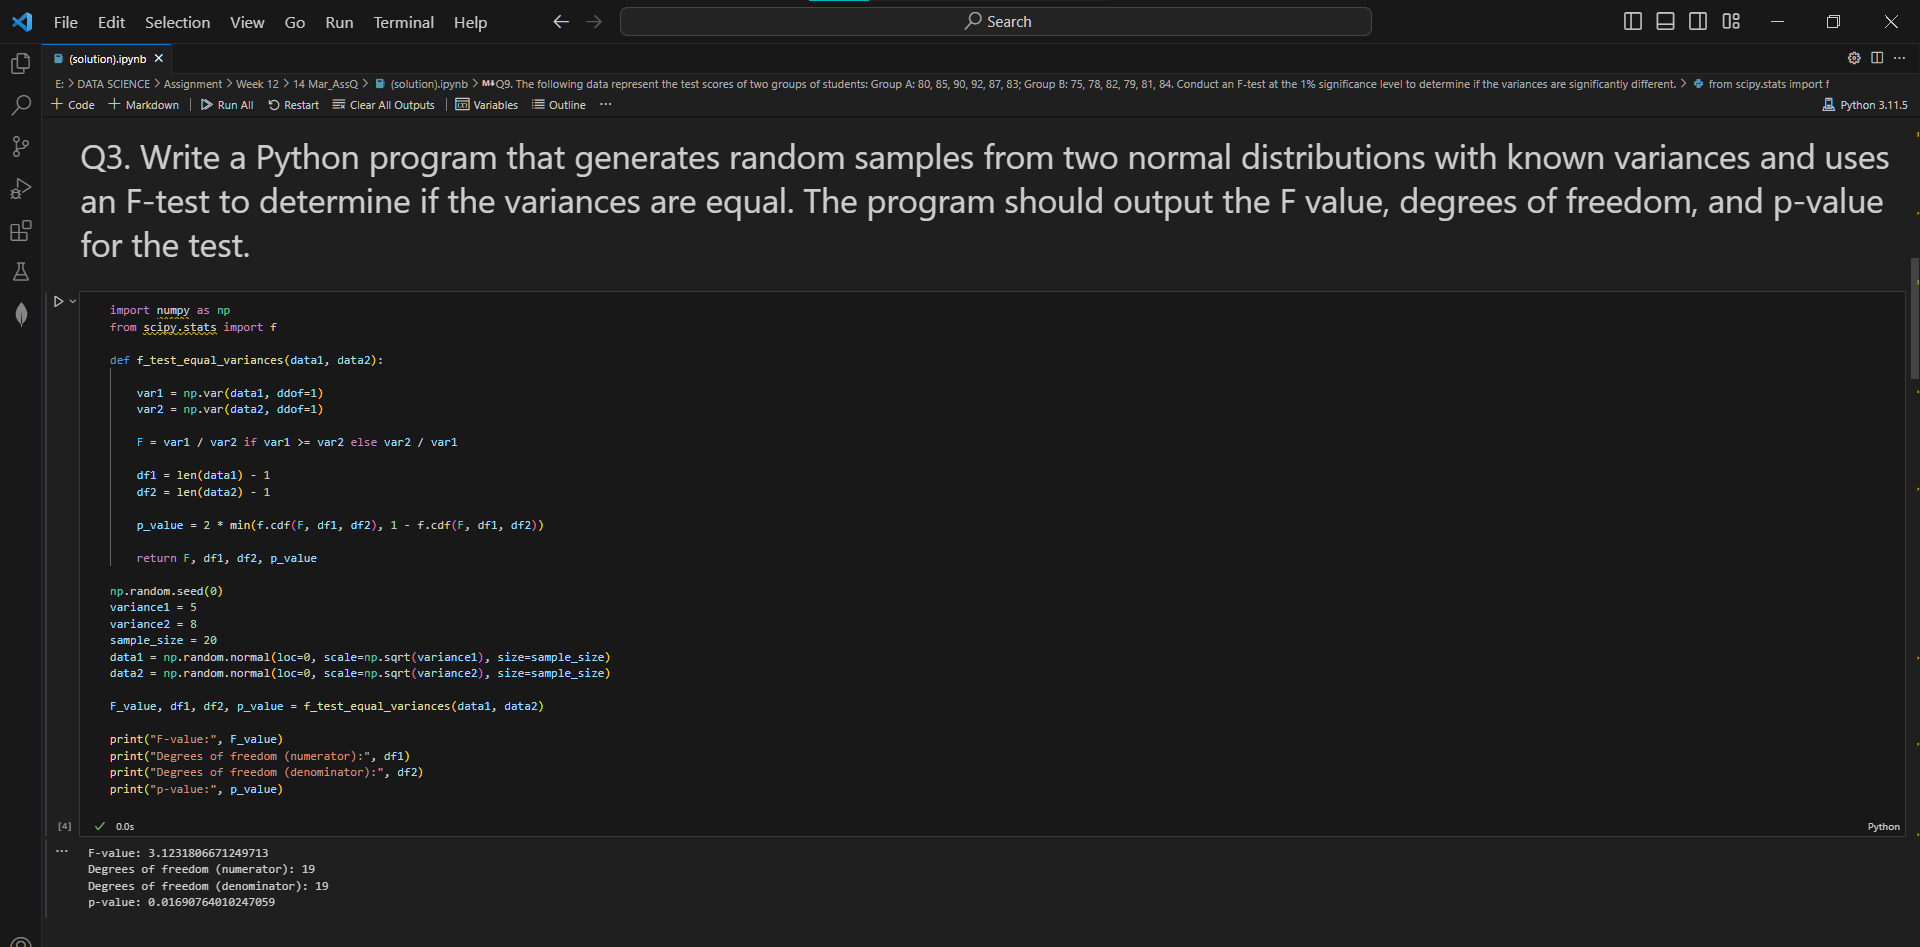 File Edit Selection View Go Run Terminal Help
Search
(solution).ipynb
E: > DATA SCIENCE > Assignment > Week 12 > 14 Mar_AssQ > (solution).ipynb > M↓Q9. The following data represent the test scores of two groups of students: Group A: 80, 85, 90, 92, 87, 83; Group B: 75, 78, 82, 79, 81, 84. Conduct an F-test at the 1% significance level to determine if the variances are significantly different. > from scipy.stats import f
+ Code + Markdown | Run All Restart Clear All Outputs | Variables Outline ...
Python 3.11.5
Q3. Write a Python program that generates random samples from two normal distributions with known variances and uses
an F-test to determine if the variances are equal. The program should output the F value, degrees of freedom, and p-value
for the test.
import numpy as np
from scipy.stats import f
def f_test_equal_variances(data1, data2):
var1 = np.var(data1, ddof=1)
var2 = np.var(data2, ddof=1)
F = var1 / var2 if var1 >= var2 else var2 / var1
df1 = len(data1) - 1
df2 = len(data2) - 1
p_value = 2 * min(f.cdf(F, df1, df2), 1 - f.cdf(F, df1, df2))
return F, df1, df2, p_value
np.random.seed(0)
variance1 = 5
variance2 = 8
sample_size = 20
data1 = np.random.normal(loc=0, scale=np.sqrt(variance1), size=sample_size)
data2 = np.random.normal(loc=0, scale=np.sqrt(variance2), size=sample_size)
F_value, df1, df2, p_value = f_test_equal_variances(data1, data2)
print("F-value:", F_value)
print("Degrees of freedom (numerator):", df1)
print("Degrees of freedom (denominator):", df2)
print("p-value:", p_value)
[4] 0.0s
Python
... F-value: 3.1231806671249713
Degrees of freedom (numerator): 19
Degrees of freedom (denominator): 19
p-value: 0.01690764010247059